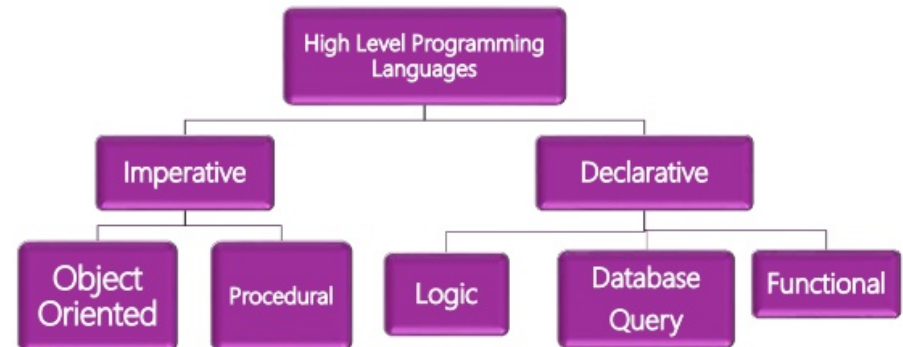 High Level Programming
Languages
Imperative
Declarative
Object
Oriented
Procedural
Logic
Database
Query
Functional